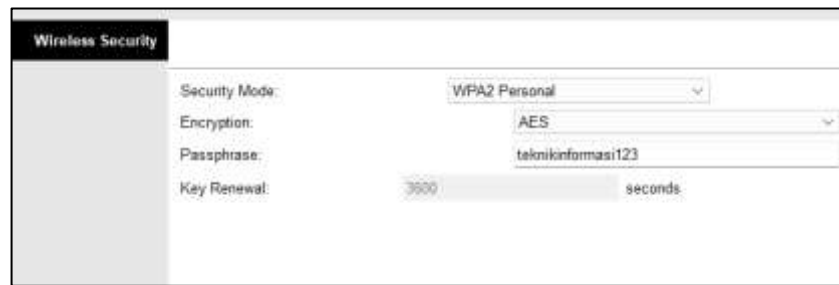 Wireless Security
Security Mode: WPA2 Personal
Encryption: AES
Passphrase: teknikinformasi123
Key Renewal: 3600 seconds